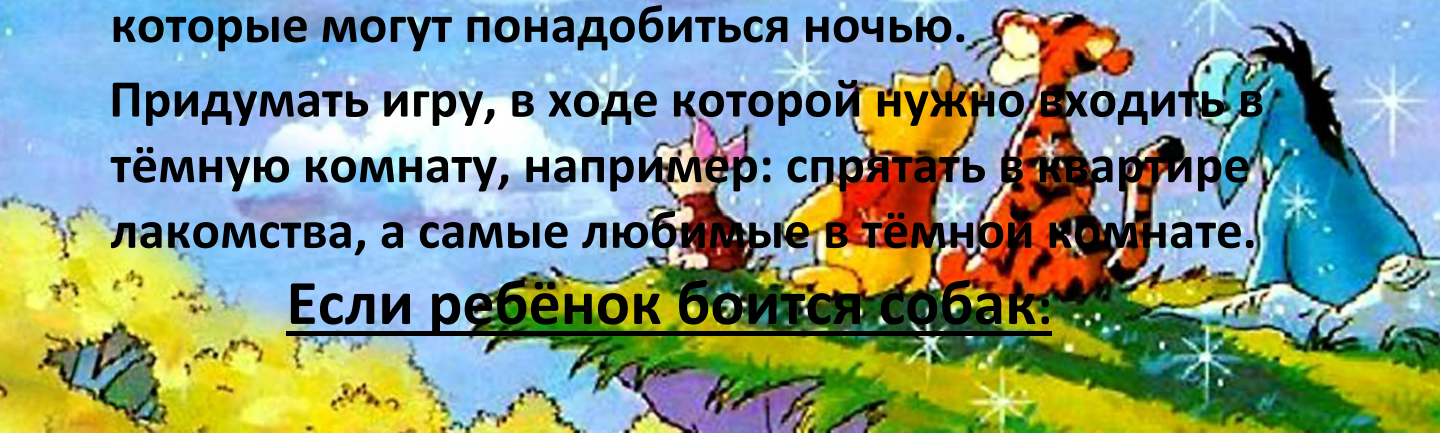 которые могут понадобиться ночью.
Придумать игру, в ходе которой нужно входить в
тёмную комнату, например: спрятать в квартире
лакомства, а самые любимые в тёмной комнате.
Если ребёнок боится собак: